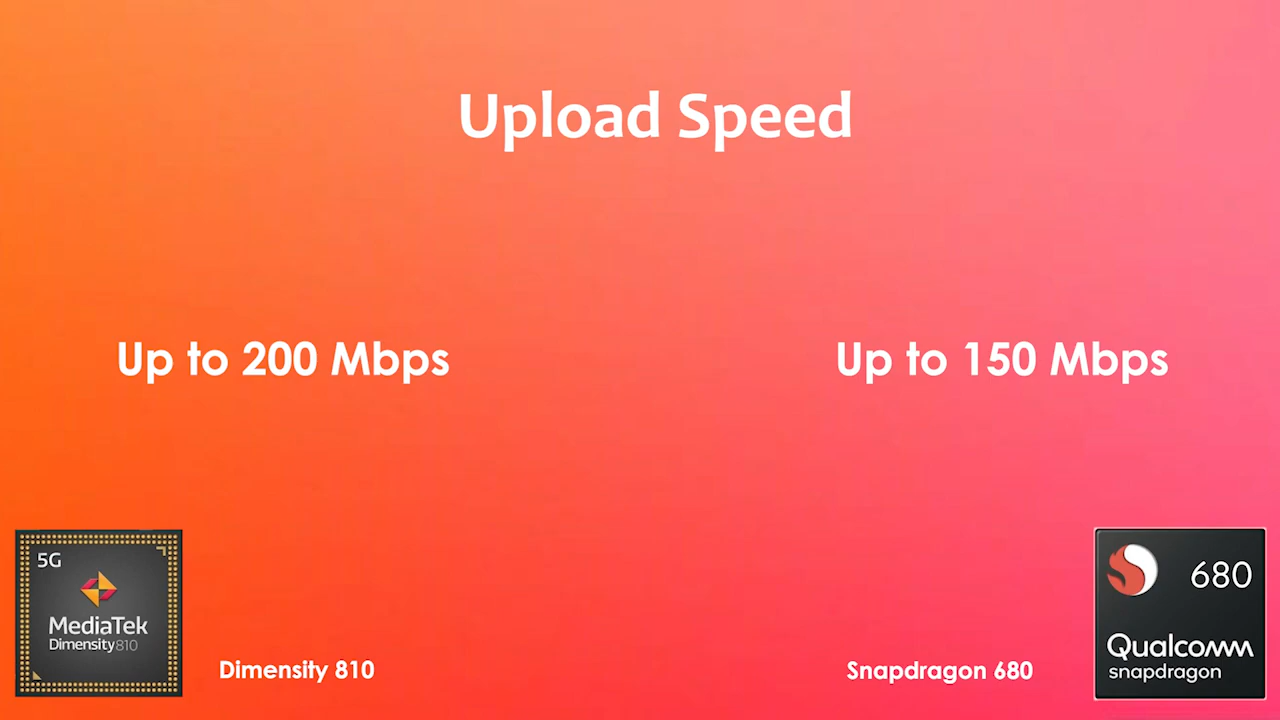 Upload Speed
Up to 200 Mbps
Up to 150 Mbps
5G
MediaTek
Dimensity810
Dimensity 810
Snapdragon 680
680
Qualcomm
snapdragon